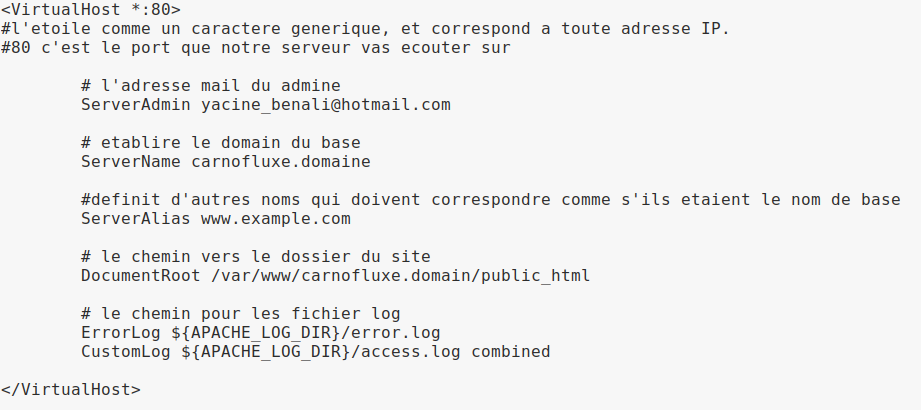 <VirtualHost *:80>
#l'etoile comme un caractere generique, et correspond a toute adresse IP.
#80 c'est le port que notre serveur vas ecouter sur
# l'adresse mail du admine
ServerAdmin yacine_benali@hotmail.com
# etablire le domain du base
ServerName carnofluxe.domaine
#definit d'autres noms qui doivent correspondre comme s'ils etaient le nom de base
ServerAlias www.example.com
# le chemin vers le dossier du site
DocumentRoot /var/www/carnofluxe.domain/public_html
# le chemin pour les fichier log
ErrorLog ${APACHE_LOG_DIR}/error.log
CustomLog ${APACHE_LOG_DIR}/access.log combined
</VirtualHost>